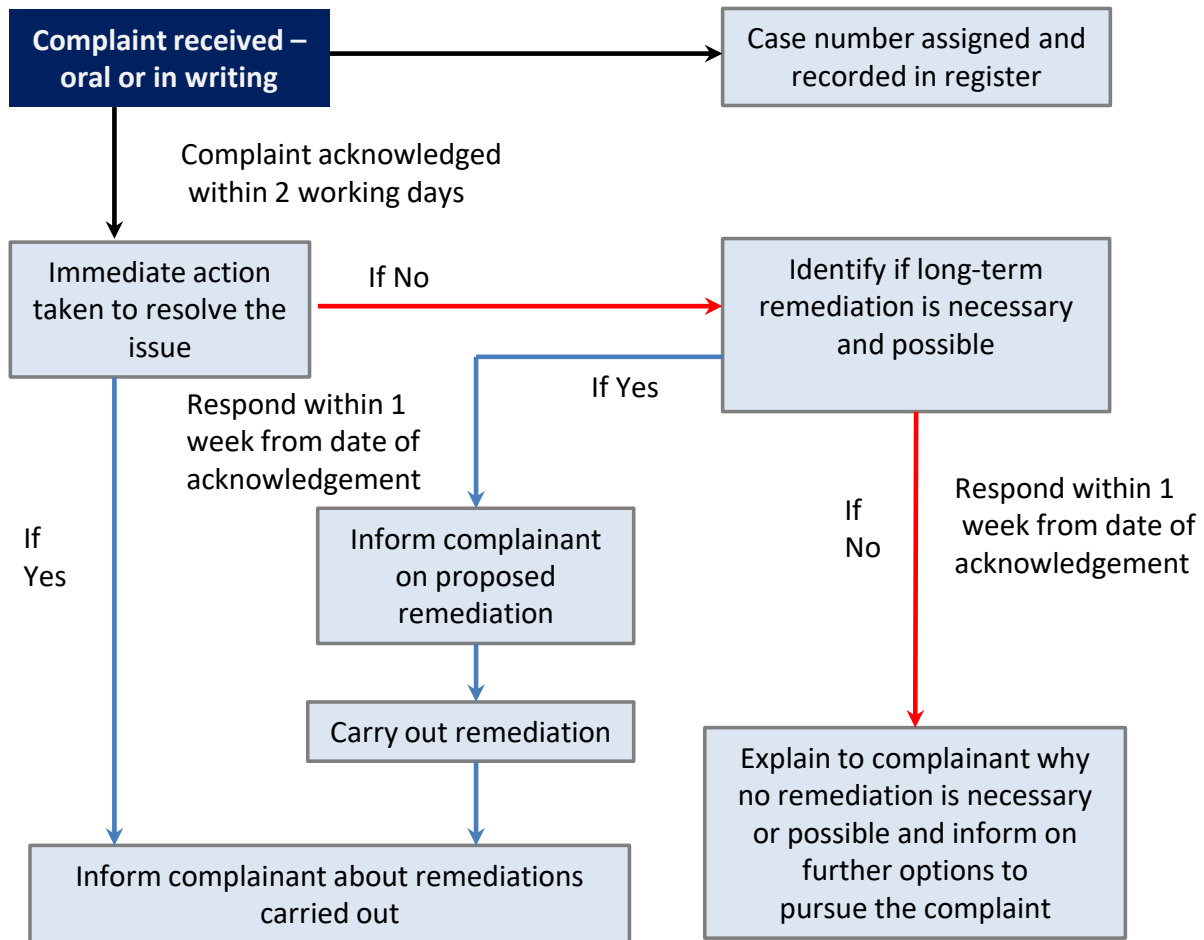 Complaint received –
oral or in writing
Case number assigned and
recorded in register
Complaint acknowledged
within 2 working days
Immediate action
taken to resolve the
issue
If No
Identify if long-term
remediation is necessary
and possible
If Yes
Respond within 1
week from date of
acknowledgement
If
Yes
Inform complainant
on proposed
remediation
If
No
Respond within 1
week from date of
acknowledgement
Carry out remediation
Explain to complainant why
no remediation is necessary
or possible and inform on
further options to
pursue the complaint
Inform complainant about remediations
carried out